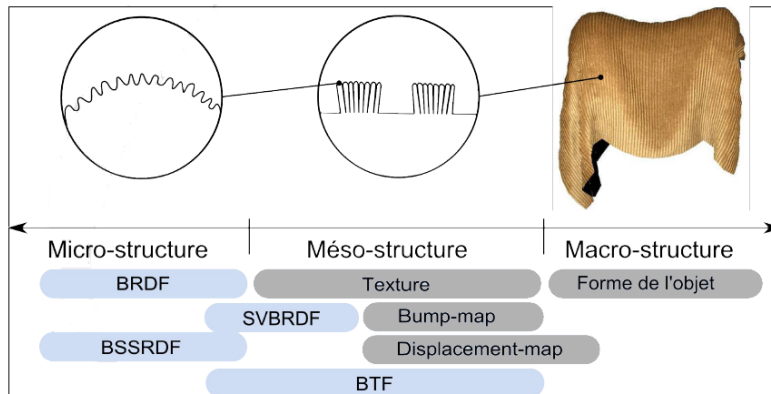 Micro-structure
Méso-structure
Macro-structure
BRDF
Texture
Forme de l'objet
SVBRDF
Bump-map
BSSRDF
Displacement-map
BTF